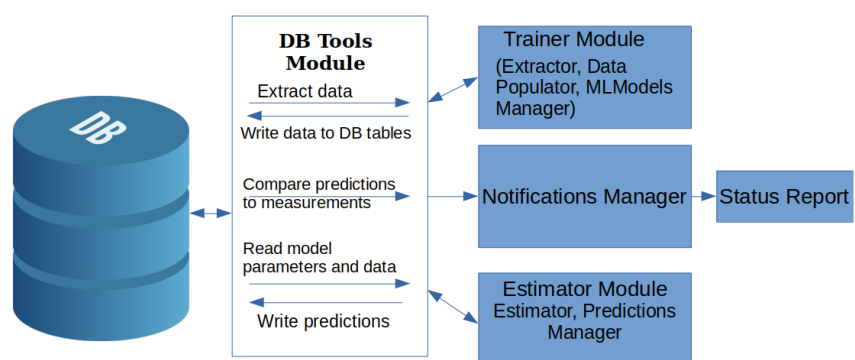 DB
DB Tools
Module
Extract data
Write data to DB tables
Compare predictions
to measurements
Read model
parameters and data
Write predictions
Trainer Module
(Extractor, Data
Populator, MLModels
Manager)
Notifications Manager
Status Report
Estimator Module
Estimator, Predictions
Manager